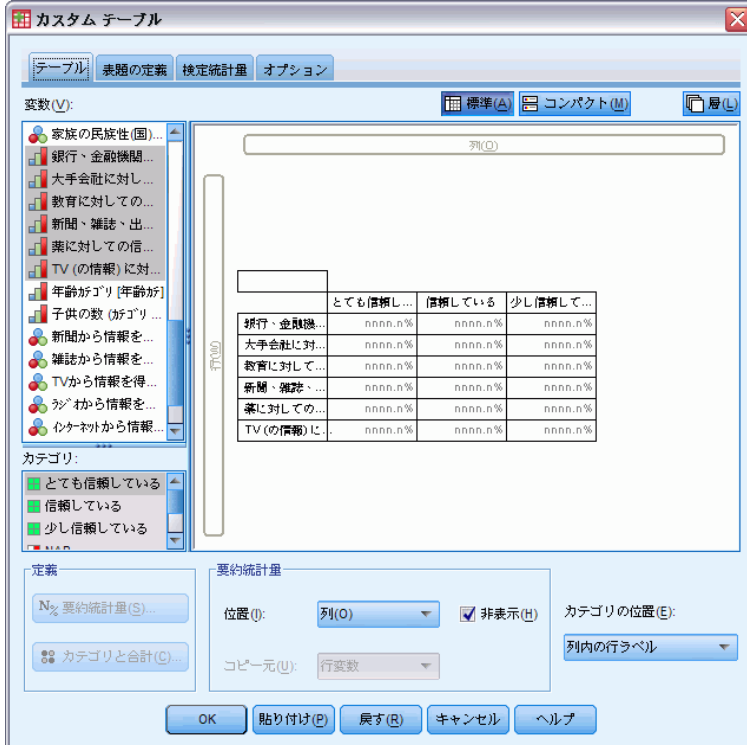 カスタム テーブル
テーブル 表題の定義 検定統計量 オプション
変数(V):
標準(A) コンパクト(M) 層(L)
家族の民族性(国)...
銀行、金融機関...
大手会社に対し...
教育に対しての...
新聞、雑誌、出...
薬に対しての信...
TV (の情報) に対...
年齢ｶﾃｺﾞﾘ [年齢ｶﾃ]
子供の数 (ｶﾃｺﾞﾘ ...
新聞から情報を...
雑誌から情報を...
TVから情報を得...
ﾗｼﾞｵから情報を...
ｲﾝﾀｰﾈｯﾄから情報...
列(O)
行(W)
とても信頼し... 信頼している 少し信頼して...
銀行、金融機... nnnn.n% nnnn.n% nnnn.n%
大手会社に対... nnnn.n% nnnn.n% nnnn.n%
教育に対して... nnnn.n% nnnn.n% nnnn.n%
新聞、雑誌、... nnnn.n% nnnn.n% nnnn.n%
薬に対しての... nnnn.n% nnnn.n% nnnn.n%
TV (の情報) に... nnnn.n% nnnn.n% nnnn.n%
カテゴリ:
とても信頼している
信頼している
少し信頼している
NAP
定義
N% 要約統計量(S)...
カテゴリと合計(C)...
要約統計量
位置(I): 列(O) 非表示(H)
コピー元(U): 行変数
カテゴリの位置(E):
列内の行ラベル
OK 貼り付け(P) 戻す(R) キャンセル ヘルプ